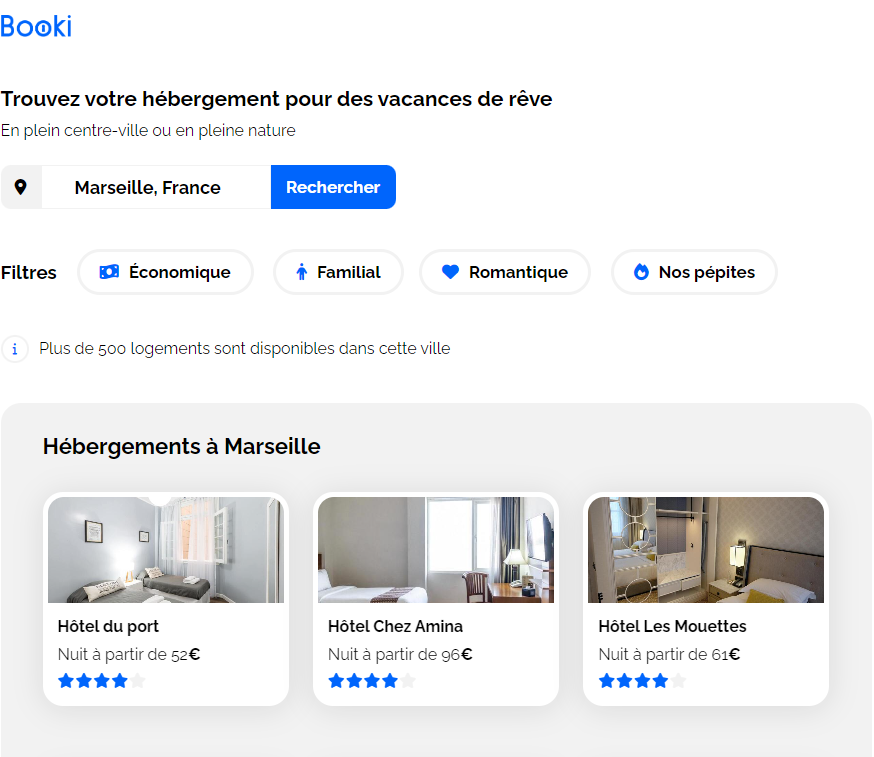 Booki
Trouvez votre hébergement pour des vacances de rêve
En plein centre-ville ou en pleine nature
Marseille, France
Rechercher
Filtres
Économique
Familial
Romantique
Nos pépites
Plus de 500 logements sont disponibles dans cette ville
Hébergements à Marseille
Hôtel du port
Nuit à partir de 52€
Hôtel Chez Amina
Nuit à partir de 96€
Hôtel Les Mouettes
Nuit à partir de 61€